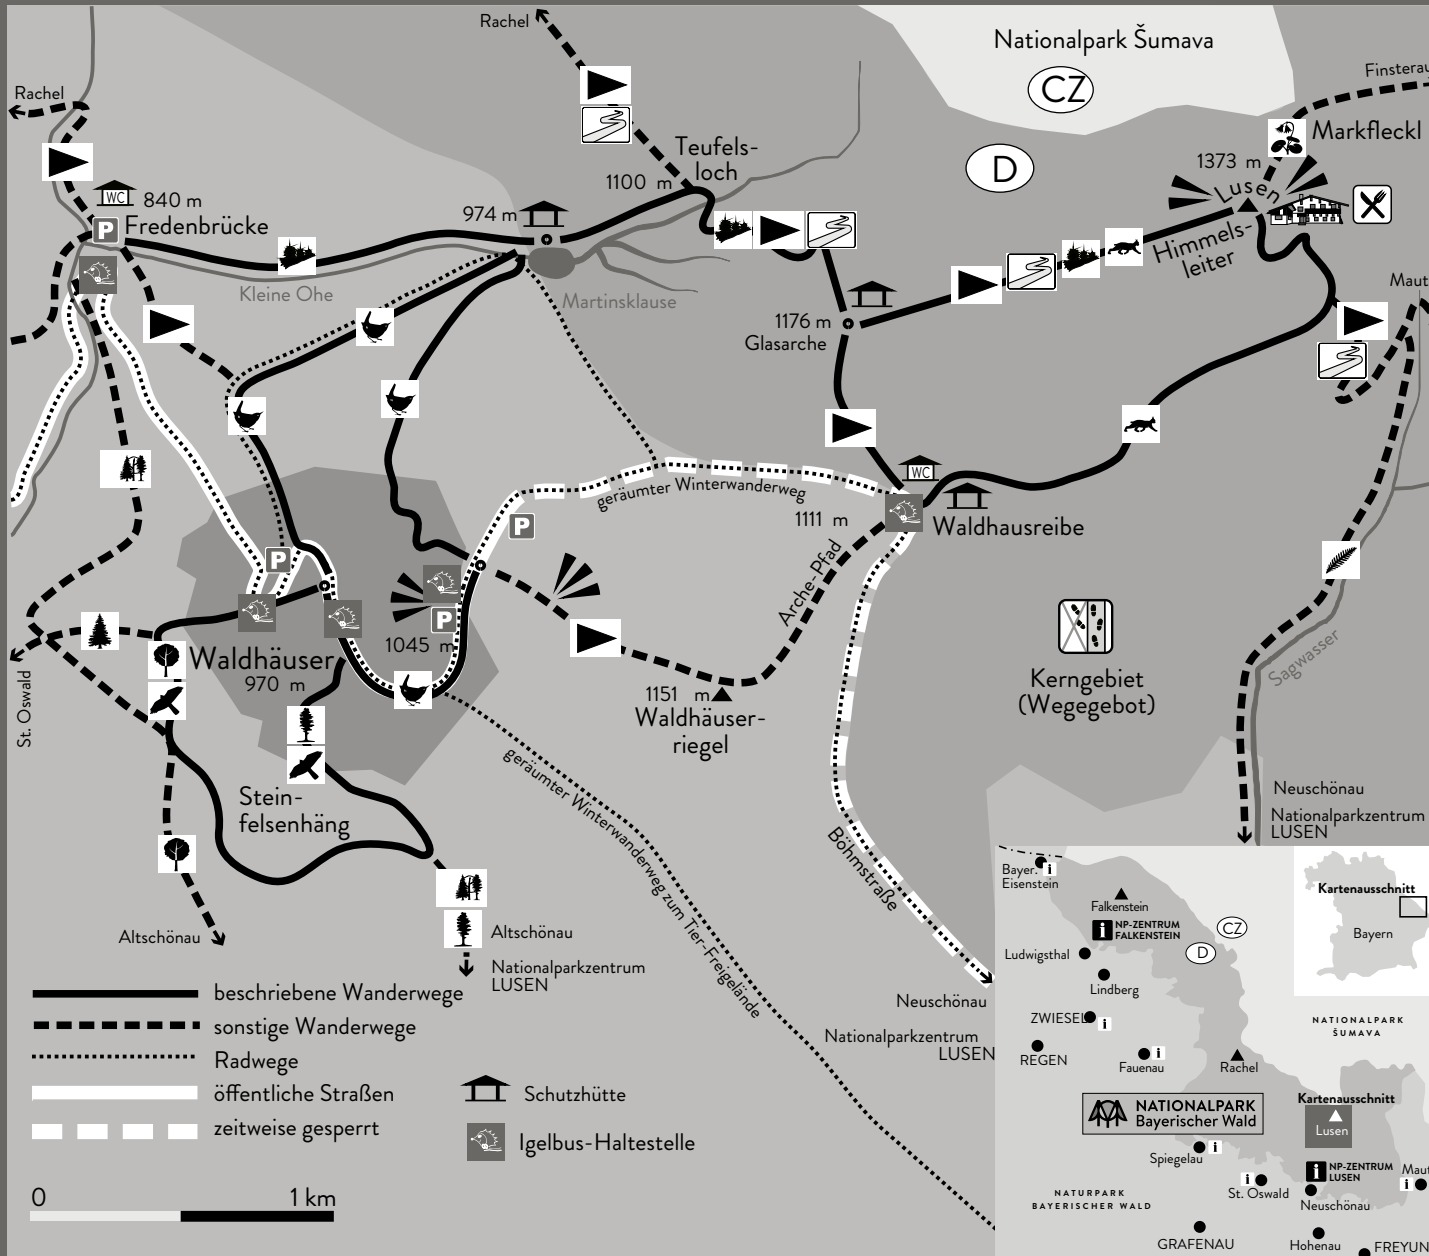 Rachel
Nationalpark Šumava
CZ
Finsterau
Rachel
Markfleckl
Teufels-
loch
D
1373 m
Lusen
1100 m
WC
840 m
P
Fredenbrücke
974 m
Himmels-
leiter
Kleine Ohe
Martinsklause
Maut
1176 m
Glasarche
WC
geräumter Winterwanderweg
P
1111 m
Waldhausreibe
P
Arche-Pfad
P
1045 m
Waldhäuser
970 m
St. Oswald
1151 m
Waldhäuser-
riegel
Kerngebiet
(Wegegebot)
Sagwasser
geräumter Winterwanderweg zum Tier-Freigelände
Stein-
felsenhäng
Böhmstraße
Neuschönau
Nationalparkzentrum
LUSEN
Altschönau
Altschönau
Nationalparkzentrum
LUSEN
Neuschönau
Nationalparkzentrum
LUSEN
beschriebene Wanderwege
sonstige Wanderwege
Radwege
öffentliche Straßen
zeitweise gesperrt
Schutzhütte
Igelbus-Haltestelle
0 1 km
Bayer.
Eisenstein
i
Falkenstein
i NP-ZENTRUM
FALKENSTEIN
CZ
D
Ludwigsthal
Lindberg
ZWIESEL
i
REGEN
Fauenau
i
Rachel
Kartenausschnitt
Bayern
NATIONALPARK
ŠUMAVA
NATIONALPARK
Bayerischer Wald
Kartenausschnitt
Lusen
Spiegelau
i
i
St. Oswald
i NP-ZENTRUM
LUSEN
Maut
i
Neuschönau
NATURPARK
BAYERISCHER WALD
GRAFENAU
Hohenau
FREYUN